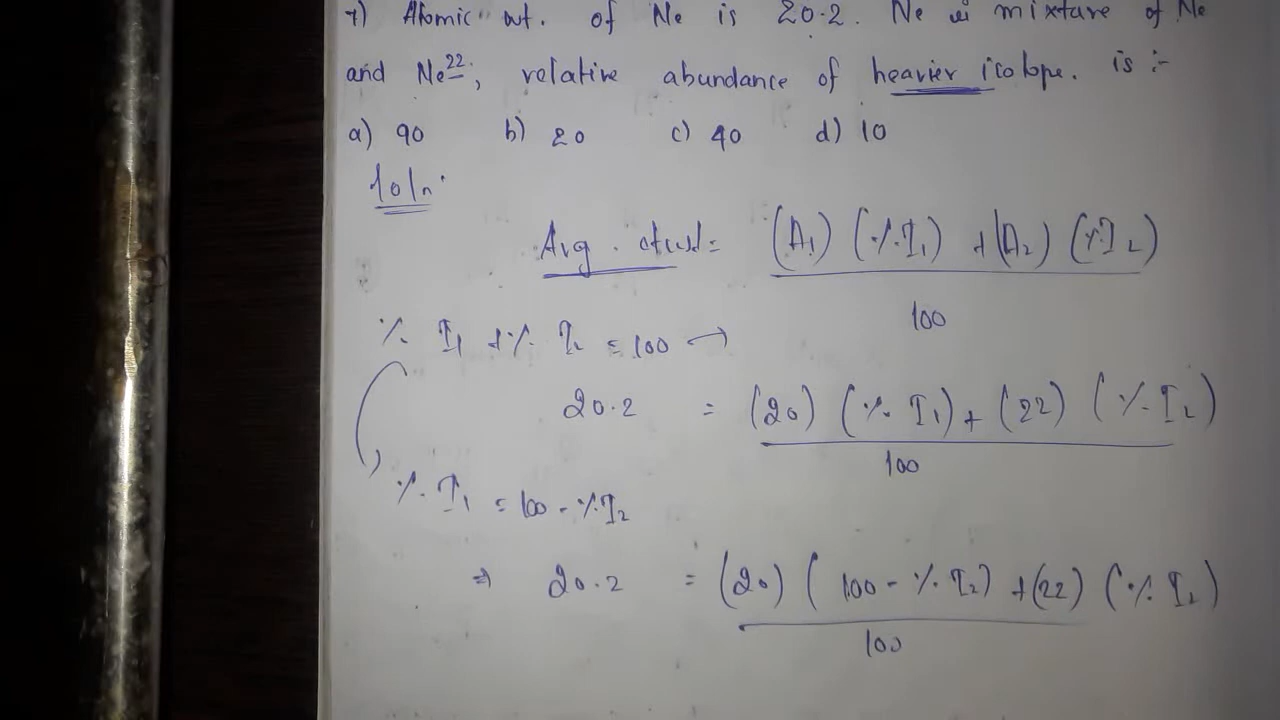 7) Atomic wt. of Ne is 20.2. Ne is mixture of Ne
and Ne²², relative abundance of heavier isotope. is :-
a) 90 b) 20 c) 40 d) 10
Soln.
Avg. = (A₁) (%I₁) + (A₂) (%I₂)
100
% I₁ + % I₂ = 100 →
20.2 = (20) (% I₁) + (22) (% I₂)
100
% I₁ = 100 - % I₂
⇒ 20.2 = (20) (100 - % I₂) + (22) (% I₂)
100